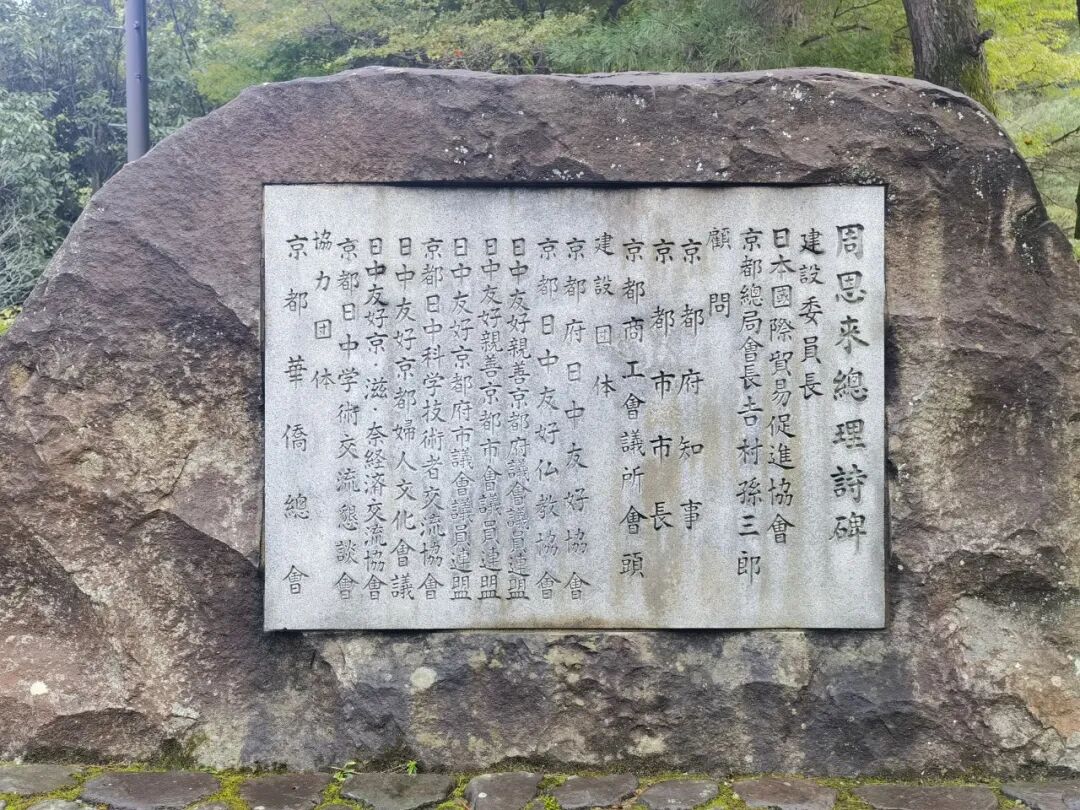 周恩来總理詩碑
建設委員長
日本國際貿易促進協會
京都總局會長吉村孫三郎
顧問
京都府知事
京都市市長
京都商工會議所會頭
建設団体
京都府日中友好協會
京都日中友好仏教協會
日中友好親善京都府議會議員連盟
日中友好親善京都市會議員連盟
日中友好京都府市議會議員連盟
京都日中科学技術者交流協會
日中友好京都婦人文化會議
日中友好京·滋·奈経済交流協會
京都日中学術交流懇談會
協力団体
京都華僑總會